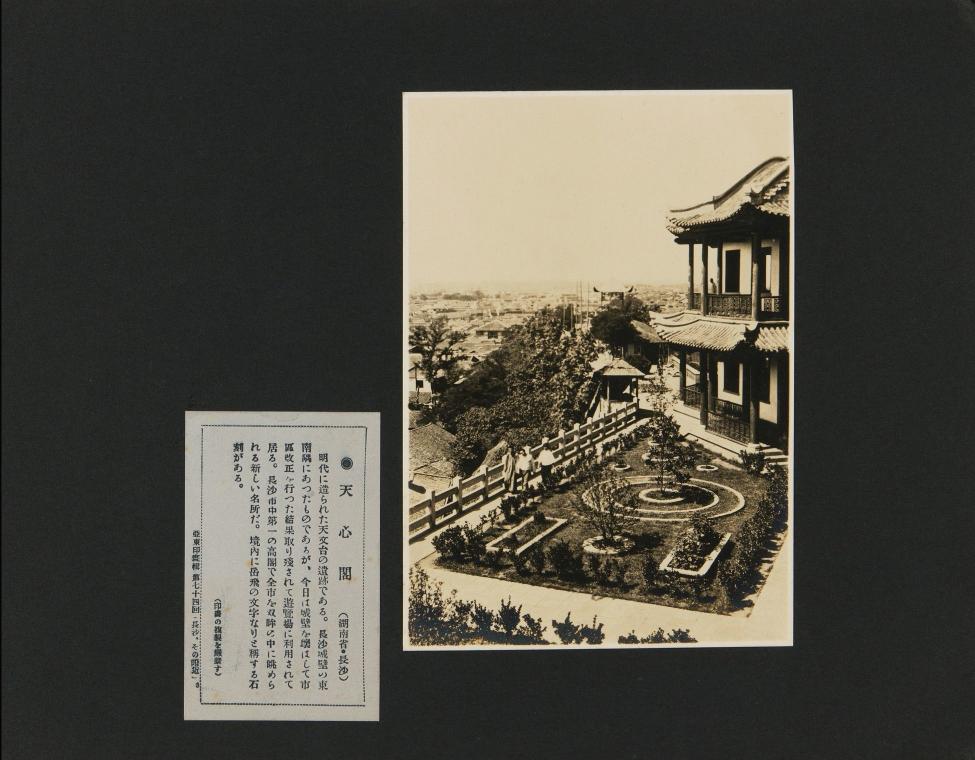 ◉天心閣（湖南省•長沙）
明代に造られた天文台の遺跡である。長沙城壁の東
南隅にあつたものであるが、今日は城壁を壞はして市
區改正を行つた結果取り殘されて遊覽場に利用されて
居る。長沙市中第一の高閣で全市を双眸の中に眺めら
れる新しい名所だ。境內に岳飛の文字なりと稱する石
刻がある。
（印畫の複製を嚴禁す）
亞東印畫輯 第七十四回「長沙、その附近」